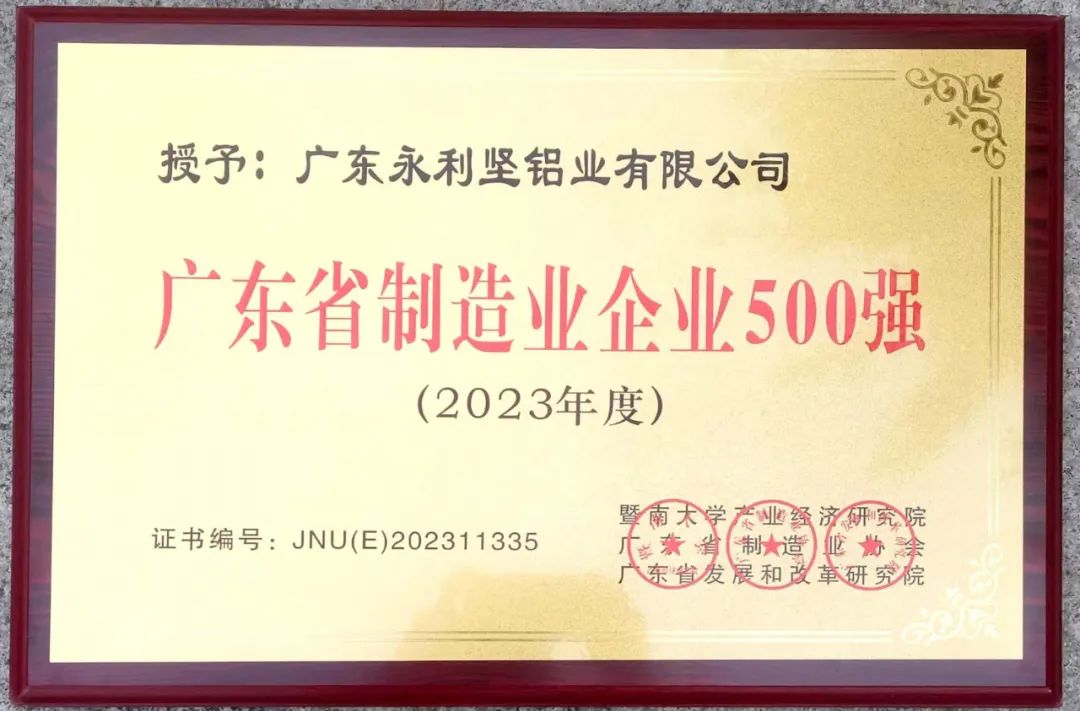 授予：广东永利坚铝业有限公司
广东省制造业企业500强
(2023年度)
证书编号：JNU(E)202311335
暨南大学产业经济研究院
广东省制造业协会
广东省发展和改革研究院